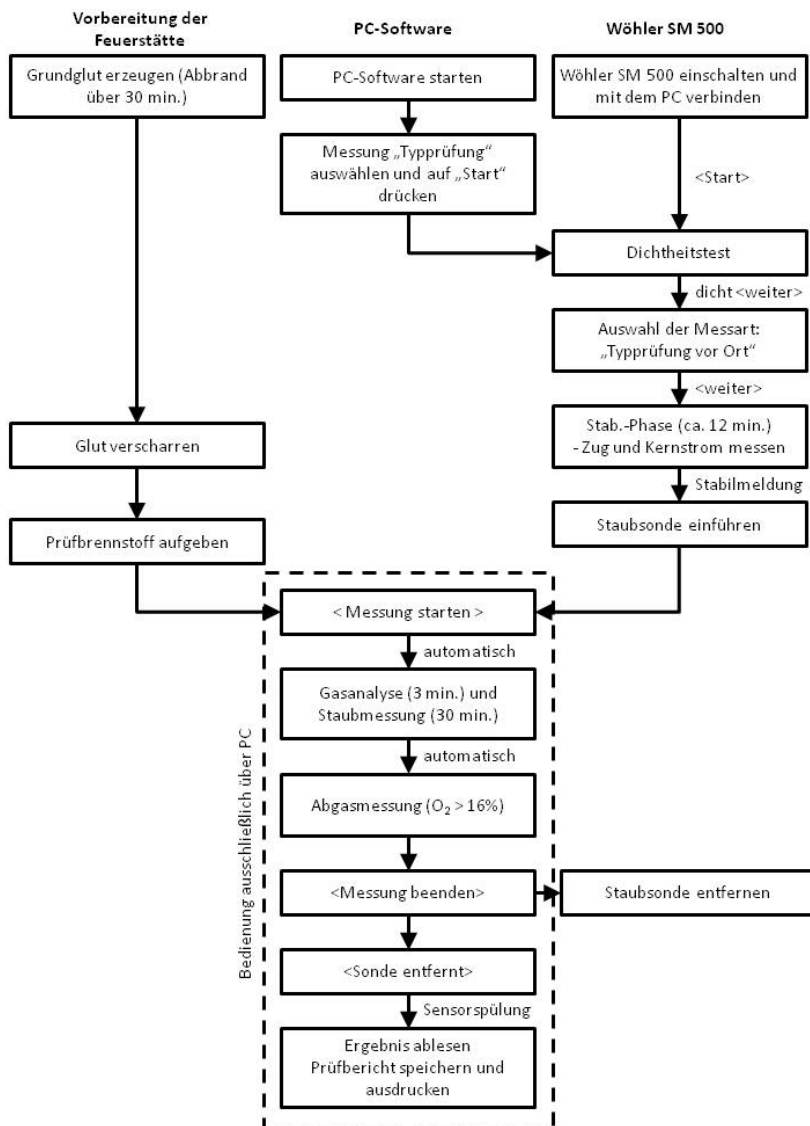 Vorbereitung der
Feuerstätte
PC-Software
Wöhler SM 500
Grundglut erzeugen (Abbrand
über 30 min.)
PC-Software starten
Wöhler SM 500 einschalten und
mit dem PC verbinden
Messung „Typprüfung“
auswählen und auf „Start“
drücken
<Start>
Dichtheitstest
dicht <weiter>
Auswahl der Messart:
„Typprüfung vor Ort“
<weiter>
Glut verscharren
Stab.-Phase (ca. 12 min.)
- Zug und Kernstrom messen
Stabilmeldung
Prüfbrennstoff aufgeben
Staubsonde einführen
Bedienung ausschließlich über PC
< Messung starten >
automatisch
Gasanalyse (3 min.) und
Staubmessung (30 min.)
automatisch
Abgasmessung (O₂ > 16%)
<Messung beenden>
Staubsonde entfernen
<Sonde entfernt>
Sensorspülung
Ergebnis ablesen
Prüfbericht speichern und
ausdrucken